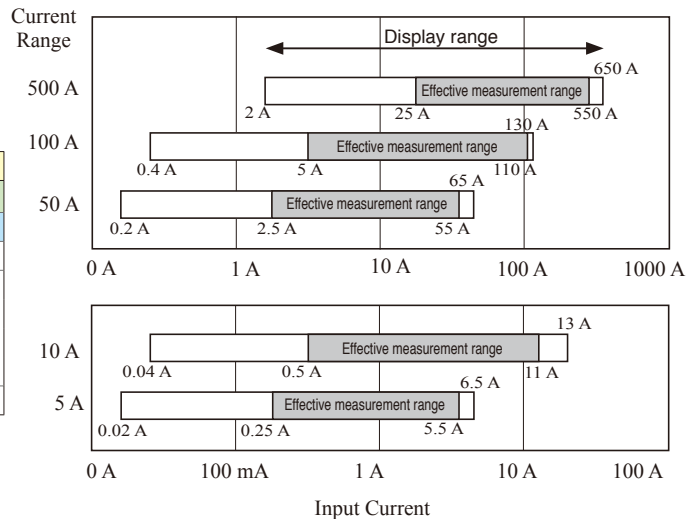 Current
Range
Display range
650 A
500 A
Effective measurement range
2 A
25 A
550 A
130 A
100 A
Effective measurement range
0.4 A
5 A
110 A
65 A
50 A
Effective measurement range
0.2 A
2.5 A
55 A
0 A
1 A
10 A
100 A
1000 A
13 A
10 A
Effective measurement range
0.04 A
0.5 A
11 A
6.5 A
5 A
Effective measurement range
0.02 A
0.25 A
5.5 A
0 A
100 mA
1 A
10 A
100 A
Input Current